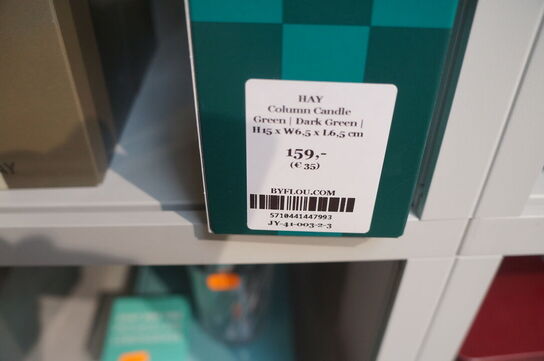 HAY
Column Candle
Green | Dark Green |
H15 x W6,5 x L6,5 cm
159,-
(€ 35)
BYFLOU.COM
5710441447993
JY-41-003-2-3
AY